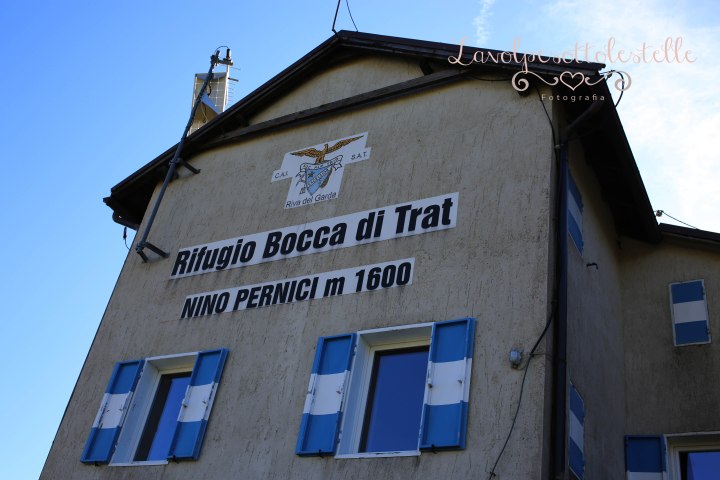 Lavolpesottolestelle
Fotografia
C.A.I. S.A.T.
Riva del Garda
Rifugio Bocca di Trat
NINO PERNICI m 1600